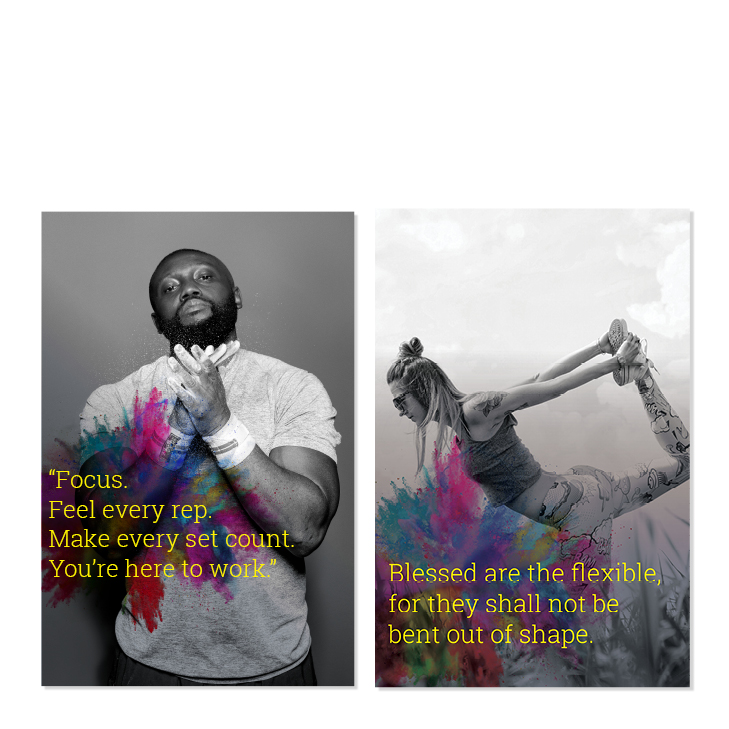 “Focus.
Feel every rep.
Make every set count.
You’re here to work.”
Blessed are the flexible,
for they shall not be
bent out of shape.